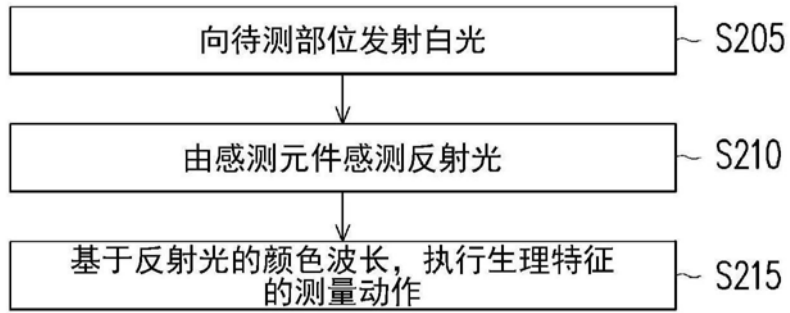 向待测部位发射白光
S205
由感测元件感测反射光
S210
基于反射光的颜色波长，执行生理特征
的测量动作
S215